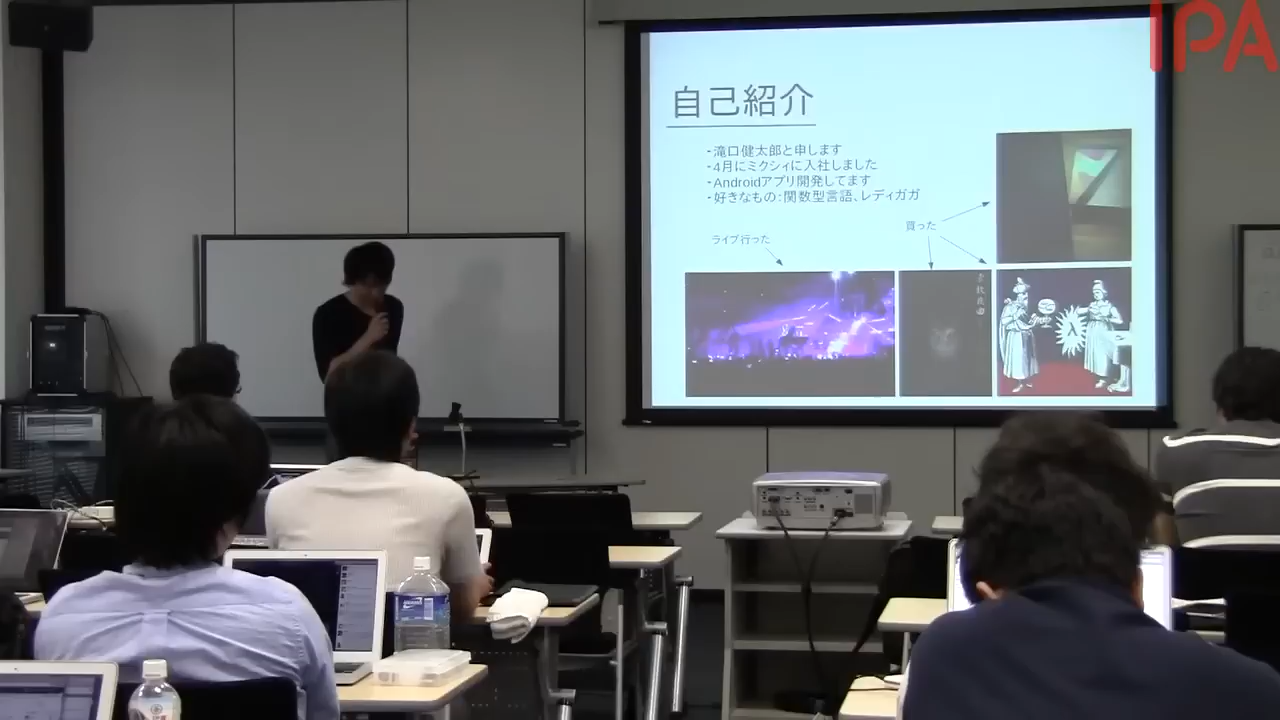 IPA
自己紹介
-滝口健太郎と申します
-4月にミクシィに入社しました
-Androidアプリ開発してます
-好きなもの：関数型言語、レディガガ
買った
ライブ行った
λ